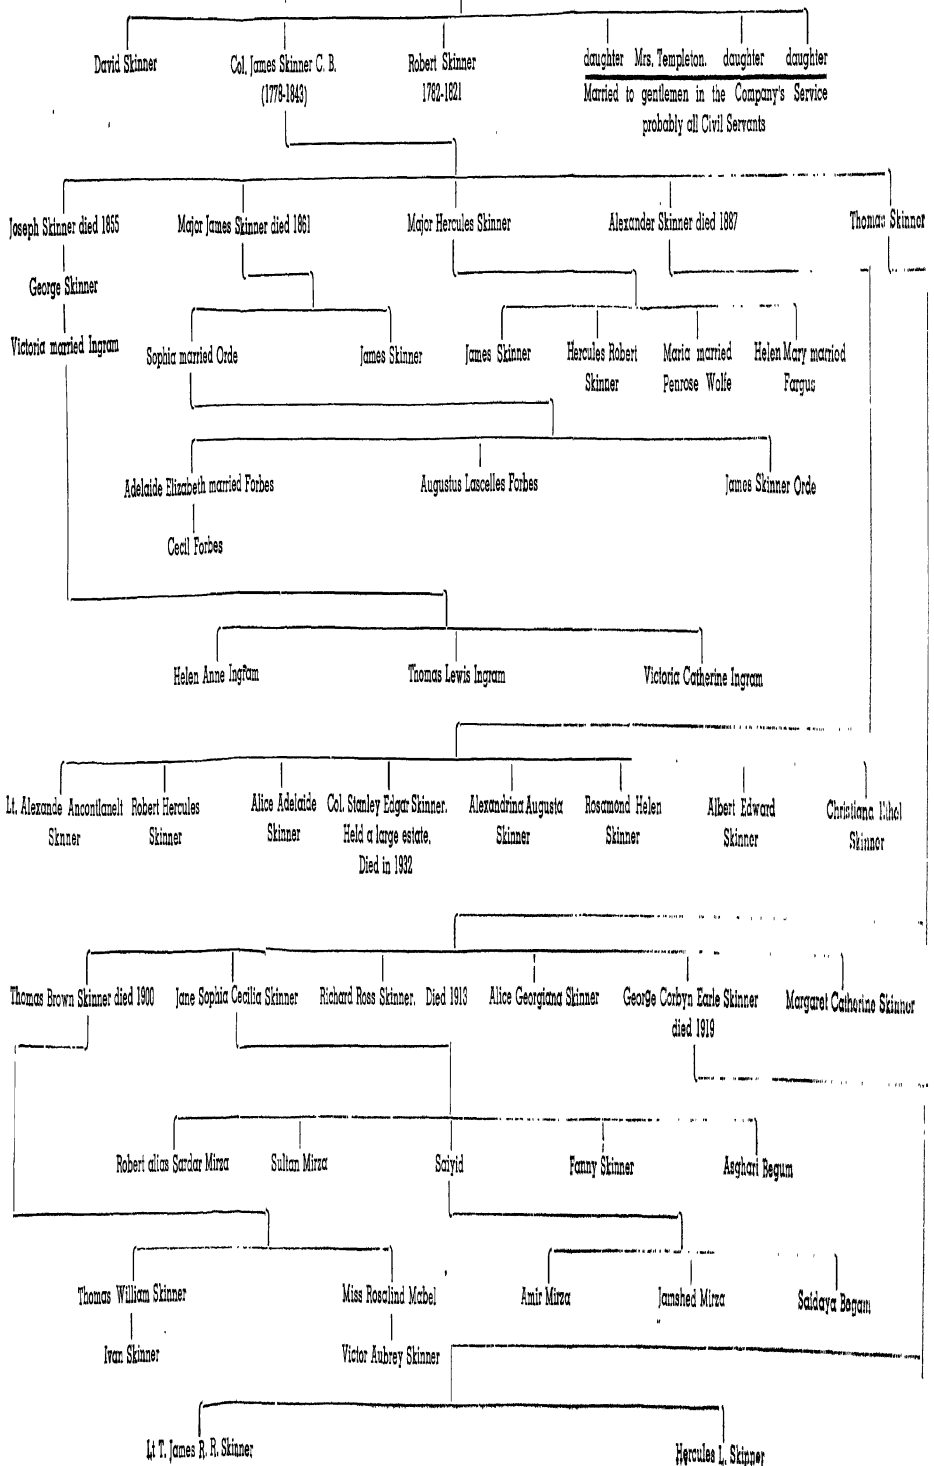 David Skinner
Col. James Skinner C. B.
(1778-1843)
Robert Skinner
1782-1821
daughter Mrs. Templeton. daughter daughter
Married to gentlemen in the Company's Service
probably all Civil Servants
Joseph Skinner died 1855
Major James Skinner died 1861
Major Hercules Skinner
Alexander Skinner died 1887
Thomas Skinner
George Skinner
Victoria married Ingram
Sophia married Orde
James Skinner
James Skinner
Hercules Robert
Skinner
Maria married
Penrose Wolfe
Helen Mary married
Fargus
Adelaide Elizabeth married Forbes
Augustus Lascelles Forbes
James Skinner Orde
Cecil Forbes
Helen Anne Ingram
Thomas Lewis Ingram
Victoria Catherine Ingram
Lt. Alexande
Sknner
Robert Hercules
Skinner
Alice Adelaide
Skinner
Col. Stanley Edgar Skinner.
Held a large estate.
Died in 1932
Alexandrina Augusta
Skinner
Rosamond Helen
Skinner
Albert Edward
Skinner
Christiana Ethel
Skinner
Thomas Brown Skinner died 1900
Jane Sophia Cecilia Skinner
Richard Ross Skinner. Died 1913
Alice Georgiana Skinner
George Corbyn Earle Skinner
died 1919
Margaret Catherine Skinner
Robert alias Sardar Mirza
Sultan Mirza
Saiyid
Fanny Skinner
Asghari Begum
Thomas William Skinner
Miss Rosalind Mabel
Amir Mirza
Jamshed Mirza
Saidaya Begam
Ivan Skinner
Victor Aubrey Skinner
Lt T. James R. R. Skinner
Hercules L. Skinner